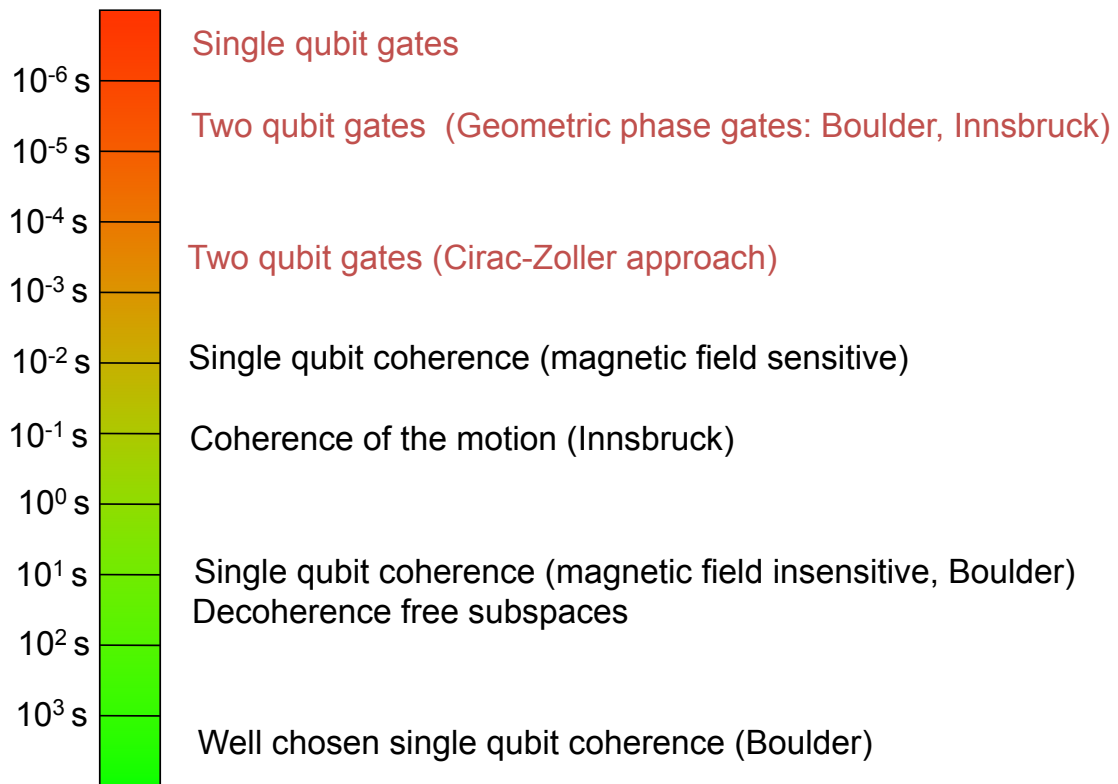 Single qubit gates
10⁻⁶ s
Two qubit gates (Geometric phase gates: Boulder, Innsbruck)
10⁻⁵ s
10⁻⁴ s
Two qubit gates (Cirac-Zoller approach)
10⁻³ s
10⁻² s Single qubit coherence (magnetic field sensitive)
10⁻¹ s Coherence of the motion (Innsbruck)
10⁰ s
10¹ s Single qubit coherence (magnetic field insensitive, Boulder)
Decoherence free subspaces
10² s
10³ s
Well chosen single qubit coherence (Boulder)